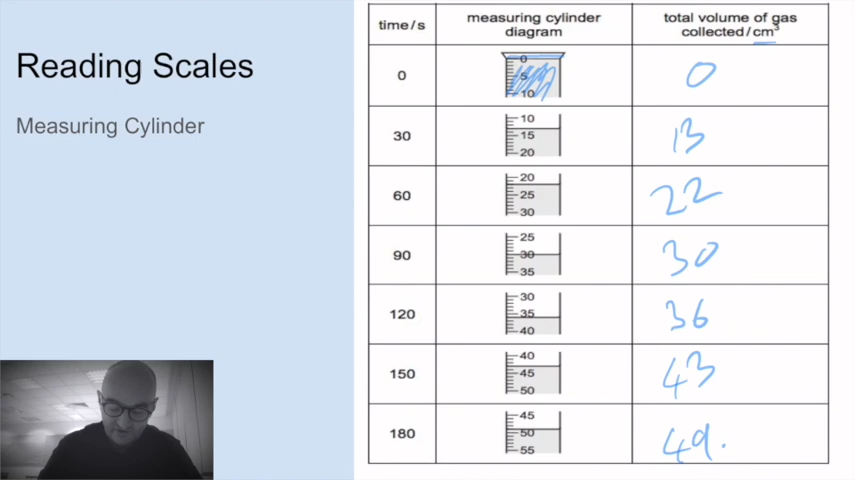 Reading Scales
Measuring Cylinder
time/s measuring cylinder diagram total volume of gas collected/cm³
0 0 5 10 0
30 10 15 20 13
60 20 25 30 22
90 25 30 35 30
120 30 35 40 36
150 40 45 50 43
180 45 50 55 49.